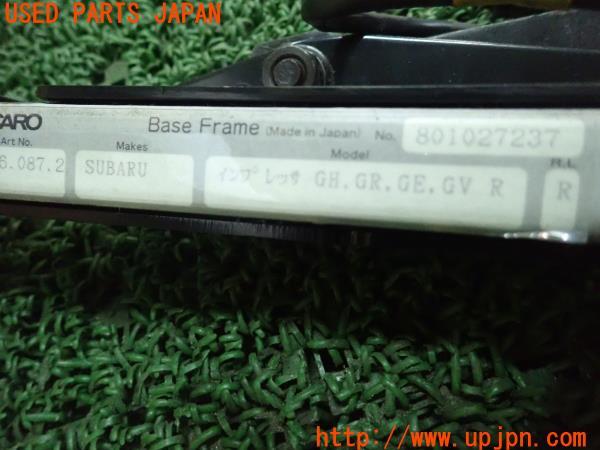 USED PARTS JAPAN
CARO Base Frame (Made in Japan) No. 801027237
Art No. Makes Model R.L
6.087.2 SUBARU インプレッサ GH.GR.GE.GV R R
http://www.upjpn.com/